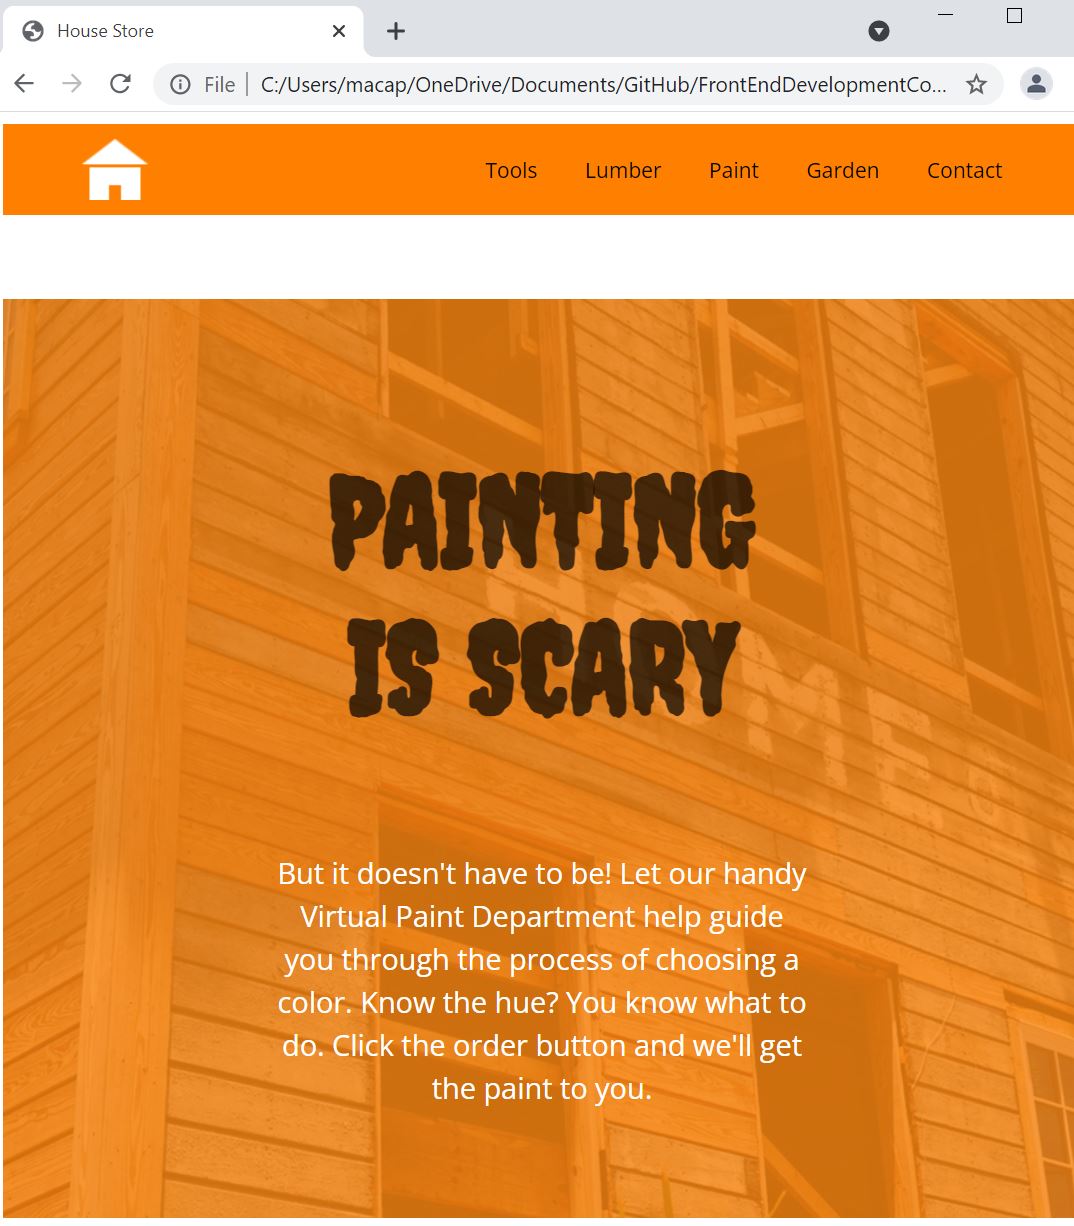 House Store
File
C:/Users/macap/OneDrive/Documents/GitHub/FrontEndDevelopmentCo...
Tools Lumber Paint Garden Contact
PAINTING
IS SCARY
HOME
But it doesn't have to be! Let our handy
Virtual Paint Department help guide
you through the process of choosing a
color. Know the hue? You know what to
do. Click the order button and we'll get
the paint to you.